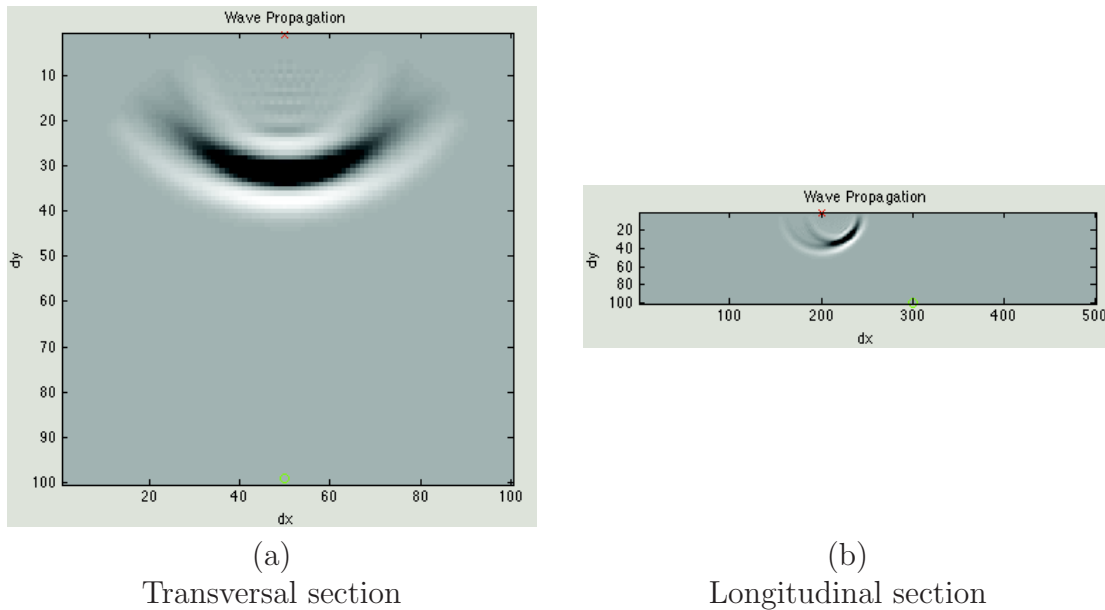 Wave Propagation
10
20
30
40
50
60
70
80
90
100
dy
20 40 60 80 100
dx
(a)
Transversal section
Wave Propagation
20
40
60
80
100
dy
100 200 300 400 500
dx
(b)
Longitudinal section